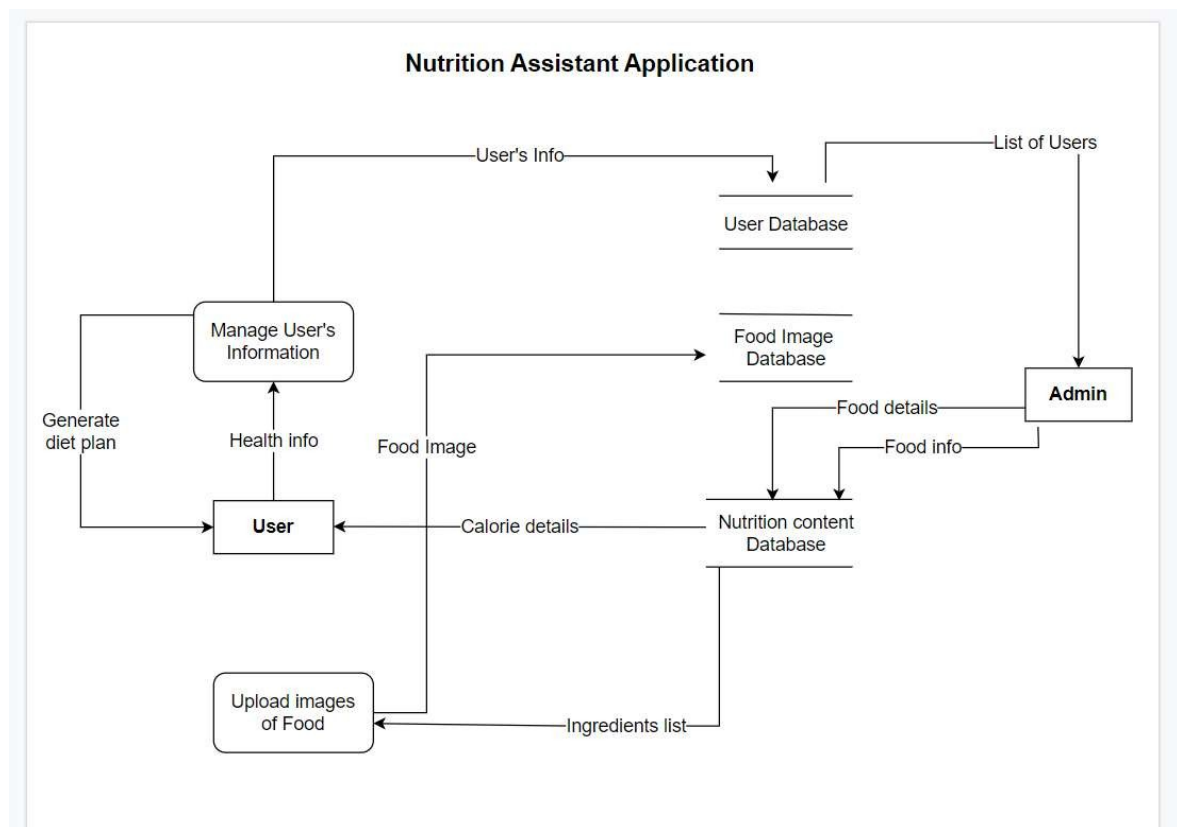 Nutrition Assistant Application
List of Users
User's Info
User Database
Manage User's
Information
Food Image
Database
Admin
Food details
Generate
diet plan
Health info
Food Image
Food info
User
Calorie details
Nutrition content
Database
Upload images
of Food
Ingredients list